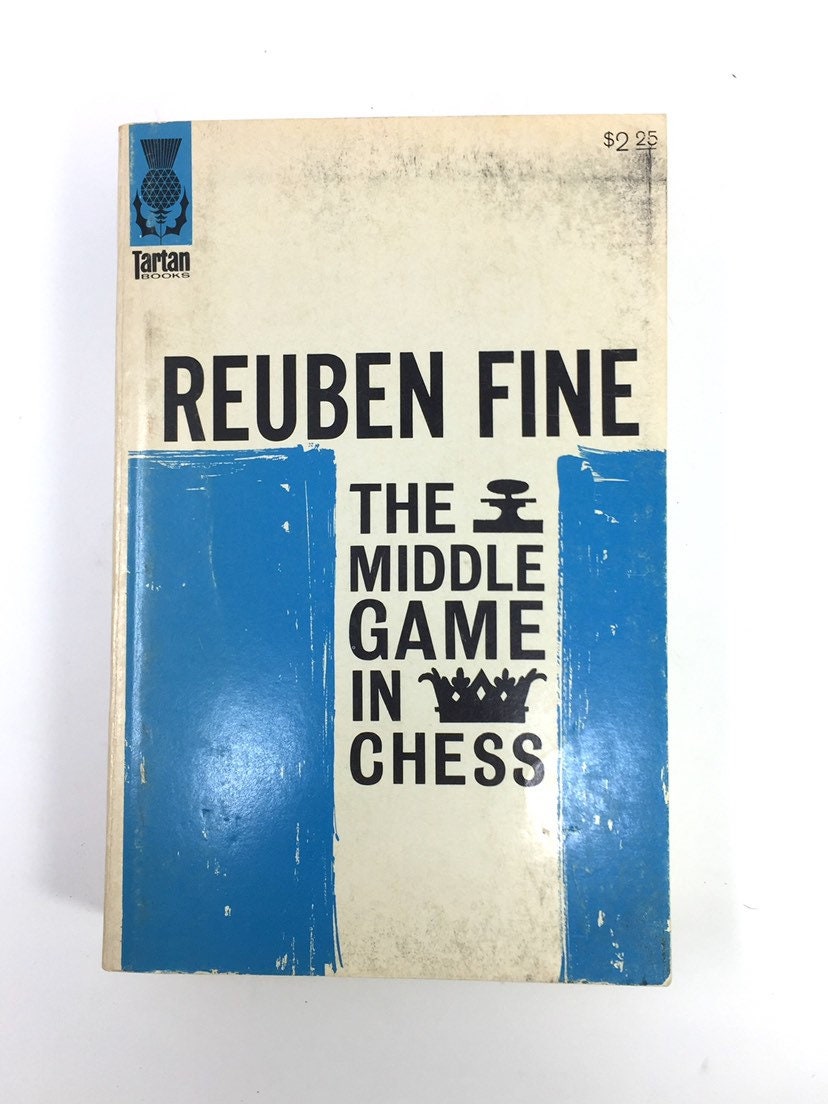 $2 25
Tartan
BOOKS
REUBEN FINE
THE
MIDDLE
GAME
IN
CHESS